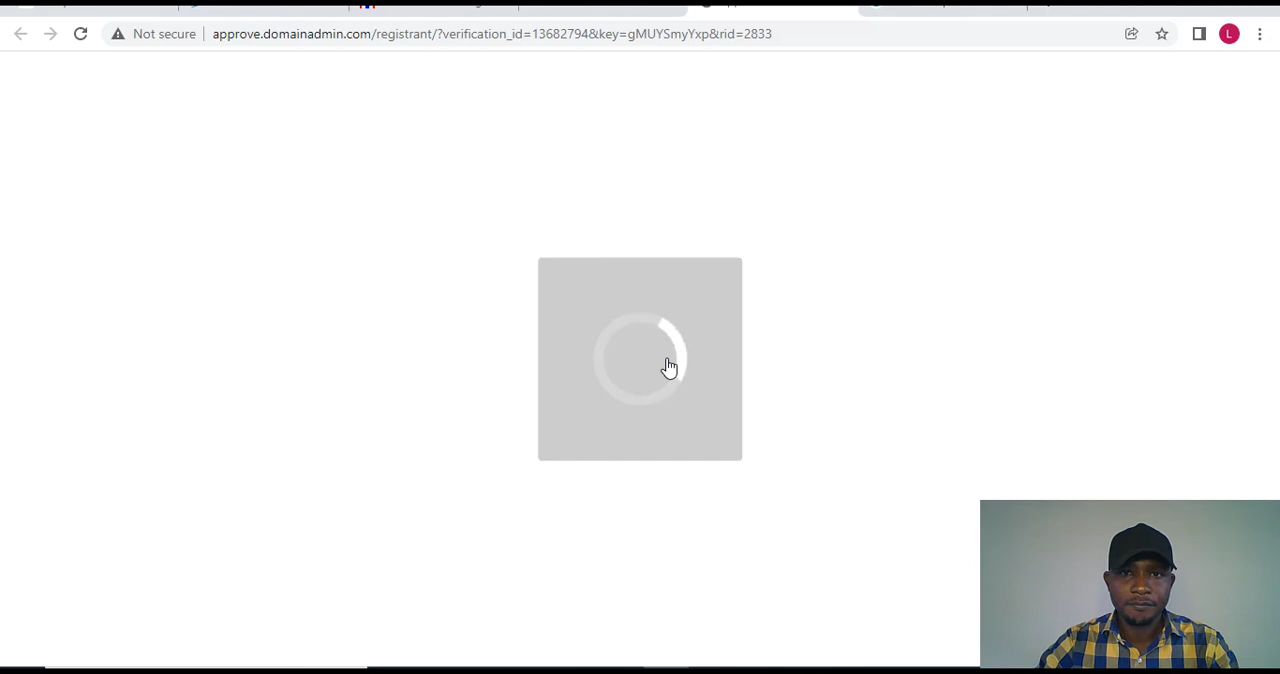 Not secure
approve.domainadmin.com/registrant/?verification_id=13682794&key=gMUYSmyYxp&rid=2833
L